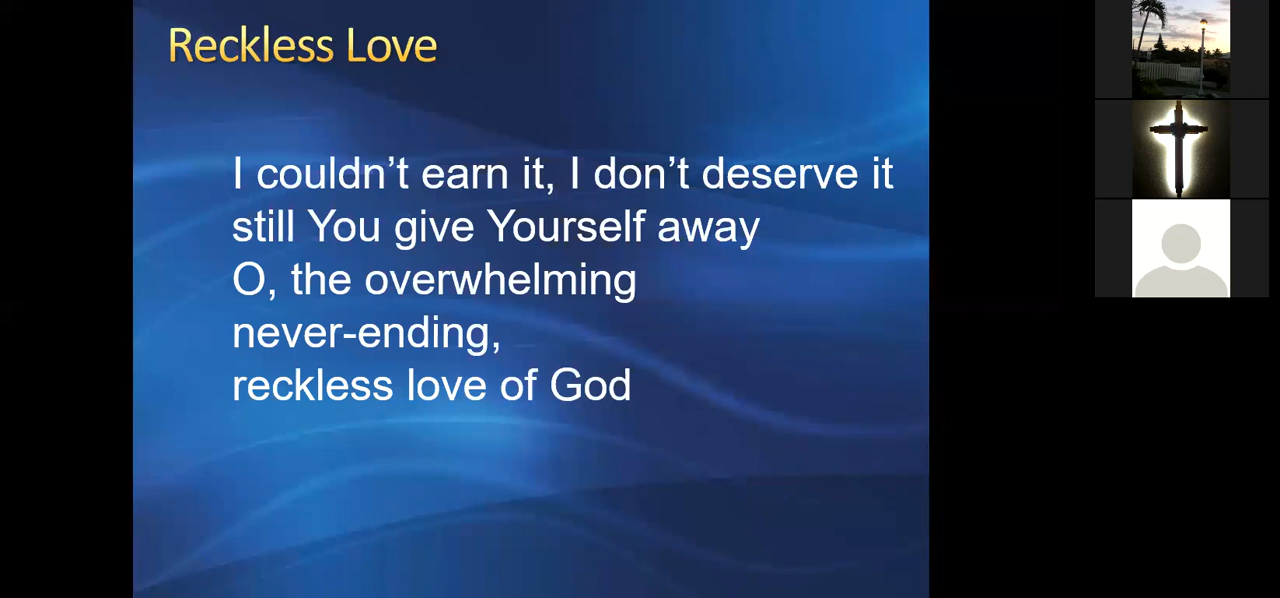 Reckless Love
I couldn’t earn it, I don’t deserve it
still You give Yourself away
O, the overwhelming
never-ending,
reckless love of God